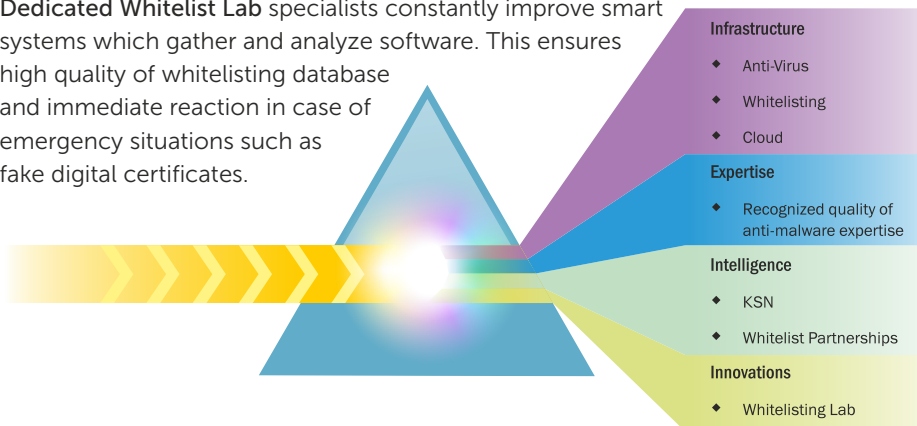 Dedicated Whitelist Lab specialists constantly improve smart
systems which gather and analyze software. This ensures
high quality of whitelisting database
and immediate reaction in case of
emergency situations such as
fake digital certificates.
Infrastructure
◆ Anti-Virus
◆ Whitelisting
◆ Cloud
Expertise
◆ Recognized quality of
anti-malware expertise
Intelligence
◆ KSN
◆ Whitelist Partnerships
Innovations
◆ Whitelisting Lab